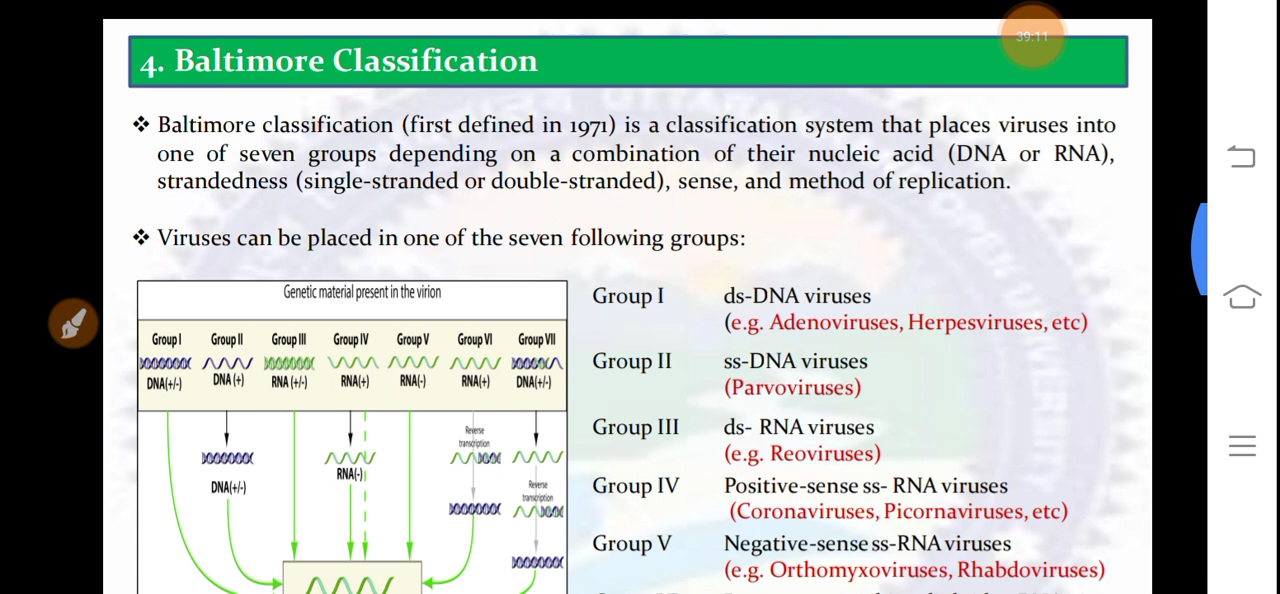 39:11
4. Baltimore Classification
❖ Baltimore classification (first defined in 1971) is a classification system that places viruses into
one of seven groups depending on a combination of their nucleic acid (DNA or RNA),
strandedness (single-stranded or double-stranded), sense, and method of replication.
❖ Viruses can be placed in one of the seven following groups:
Genetic material present in the virion
Group I Group II Group III Group IV Group V Group VI Group VII
DNA(+/-) DNA (+) RNA (+/-) RNA(+) RNA(-) RNA(+) DNA(+/-)
Reverse
transcription
RNA(-)
DNA(+/-)
Reverse
transcription
Group I ds-DNA viruses
(e.g. Adenoviruses, Herpesviruses, etc)
Group II ss-DNA viruses
(Parvoviruses)
Group III ds- RNA viruses
(e.g. Reoviruses)
Group IV Positive-sense ss- RNA viruses
(Coronaviruses, Picornaviruses, etc)
Group V Negative-sense ss-RNA viruses
(e.g. Orthomyxoviruses, Rhabdoviruses)